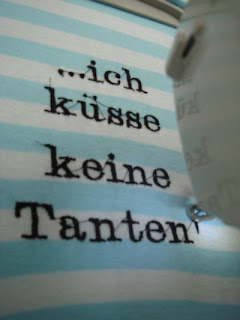 ...ich
küsse
keine
Tanten